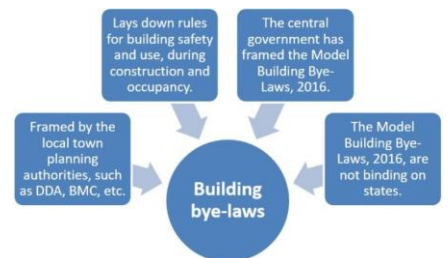 Lays down rules
for building safety
and use, during
construction and
occupancy.
The central
government has
framed the Model
Building Bye-
Laws, 2016.
Framed by the
local town
planning
authorities, such
as DDA, BMC, etc.
The Model
Building Bye-
Laws, 2016, are
not binding on
states.
Building
bye-laws